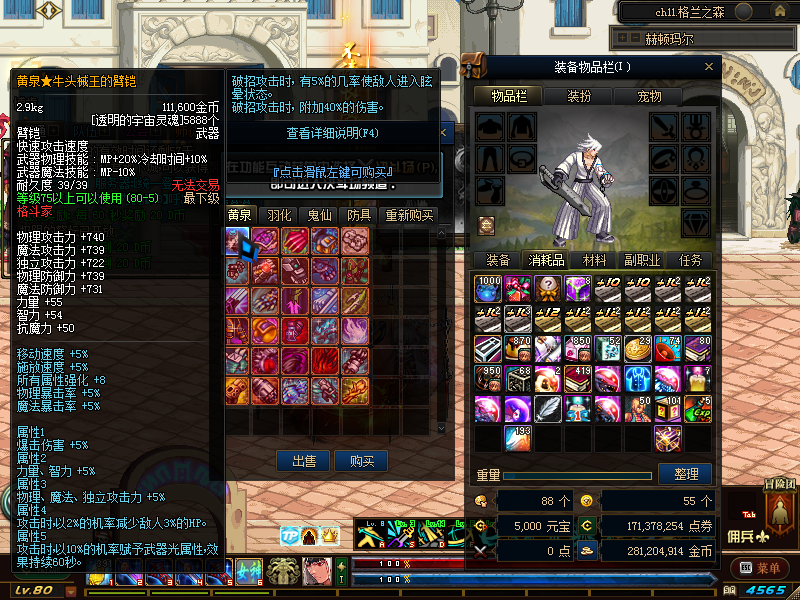 ch11.格兰之森
赫顿玛尔
黄泉★牛头械王的臂铠
2.9kg
111,600金币
[透明的宇宙灵魂]5888个
臂铠
武器
快速攻击速度
武器物理技能：MP+20%冷却时间+10%
武器魔法技能：MP-10%
耐久度 39/39
无法交易
等级75以上可以使用 (80-5)
最下级
格斗家
物理攻击力 +740
魔法攻击力 +739
独立攻击力 +722
物理防御力 +739
魔法防御力 +731
力量 +55
智力 +54
抗魔力 +50
移动速度 +5%
施放速度 +5%
所有属性强化 +8
物理暴击率 +5%
魔法暴击率 +5%
属性1
爆击伤害 +5%
属性2
力量、智力 +5%
属性3
物理、魔法、独立攻击力 +5%
属性4
攻击时以2%的机率减少敌人3%的HP。
属性5
攻击时,以10%的机率赋予武器光属性,效果持续60秒。
破招攻击时, 有5%的几率使敌人进入眩晕状态。
破招攻击时, 附加40%的伤害。
查看详细说明(F4)
『点击滑鼠左键可购买』
黄泉
羽化
鬼仙
防具
重新购买
出售
购买
装备物品栏(I)
物品栏
装扮
宠物
装备
消耗品
材料
副职业
任务
重量
整理
88 个
55 个
5,000 元宝
171,378,254 点券
0 点
281,204,914 金币
冒险团
Tab
佣兵
ESC 菜单
Lv.80
100%
100%
4565